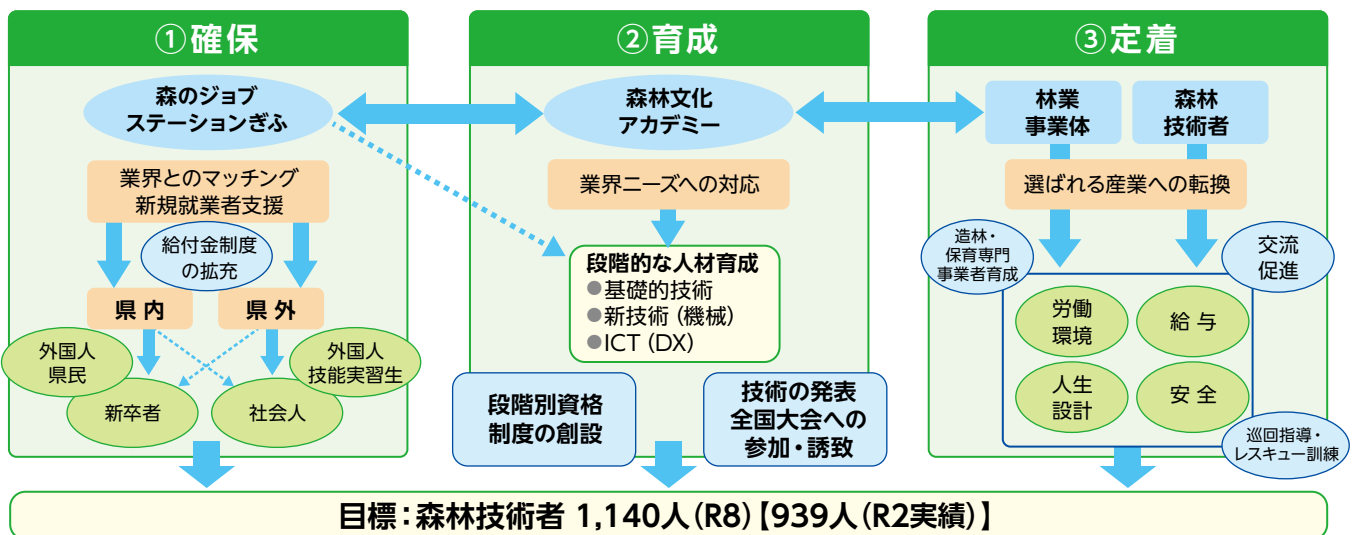 ①確保
森のジョブ
ステーションぎふ
業界とのマッチング
新規就業者支援
給付金制度
の拡充
県内
県外
外国人
県民
外国人
技能実習生
新卒者
社会人
②育成
森林文化
アカデミー
業界ニーズへの対応
段階的な人材育成
●基礎的技術
●新技術(機械)
●ICT(DX)
段階別資格
制度の創設
技術の発表
全国大会への
参加・誘致
③定着
林業
事業体
森林
技術者
選ばれる産業への転換
造林・
保育専門
事業者育成
交流
促進
労働
環境
給与
人生
設計
安全
巡回指導・
レスキュー訓練
目標:森林技術者 1,140人(R8)【939人(R2実績)】